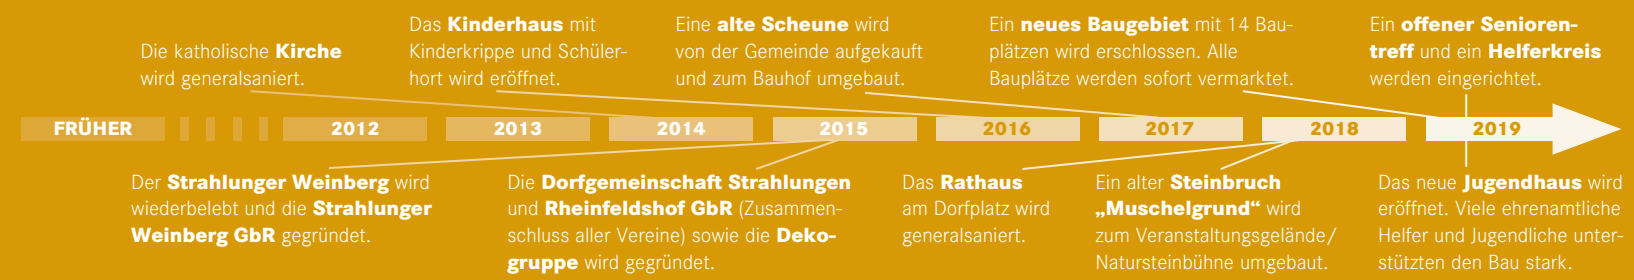 Die katholische Kirche
wird generalsaniert.
Das Kinderhaus mit
Kinderkrippe und Schüler-
hort wird eröffnet.
Eine alte Scheune wird
von der Gemeinde aufgekauft
und zum Bauhof umgebaut.
Ein neues Baugebiet mit 14 Bau-
plätzen wird erschlossen. Alle
Bauplätze werden sofort vermarktet.
Ein offener Senioren-
treff und ein Helferkreis
werden eingerichtet.
FRÜHER
2012
2013
2014
2015
2016
2017
2018
2019
Der Strahlunger Weinberg wird
wiederbelebt und die Strahlunger
Weinberg GbR gegründet.
Die Dorfgemeinschaft Strahlungen
und Rheinfeldshof GbR (Zusammen-
schluss aller Vereine) sowie die Deko-
gruppe wird gegründet.
Das Rathaus
am Dorfplatz wird
generalsaniert.
Ein alter Steinbruch
„Muschelgrund“ wird
zum Veranstaltungsgelände/
Natursteinbühne umgebaut.
Das neue Jugendhaus wird
eröffnet. Viele ehrenamtliche
Helfer und Jugendliche unter-
stützten den Bau stark.